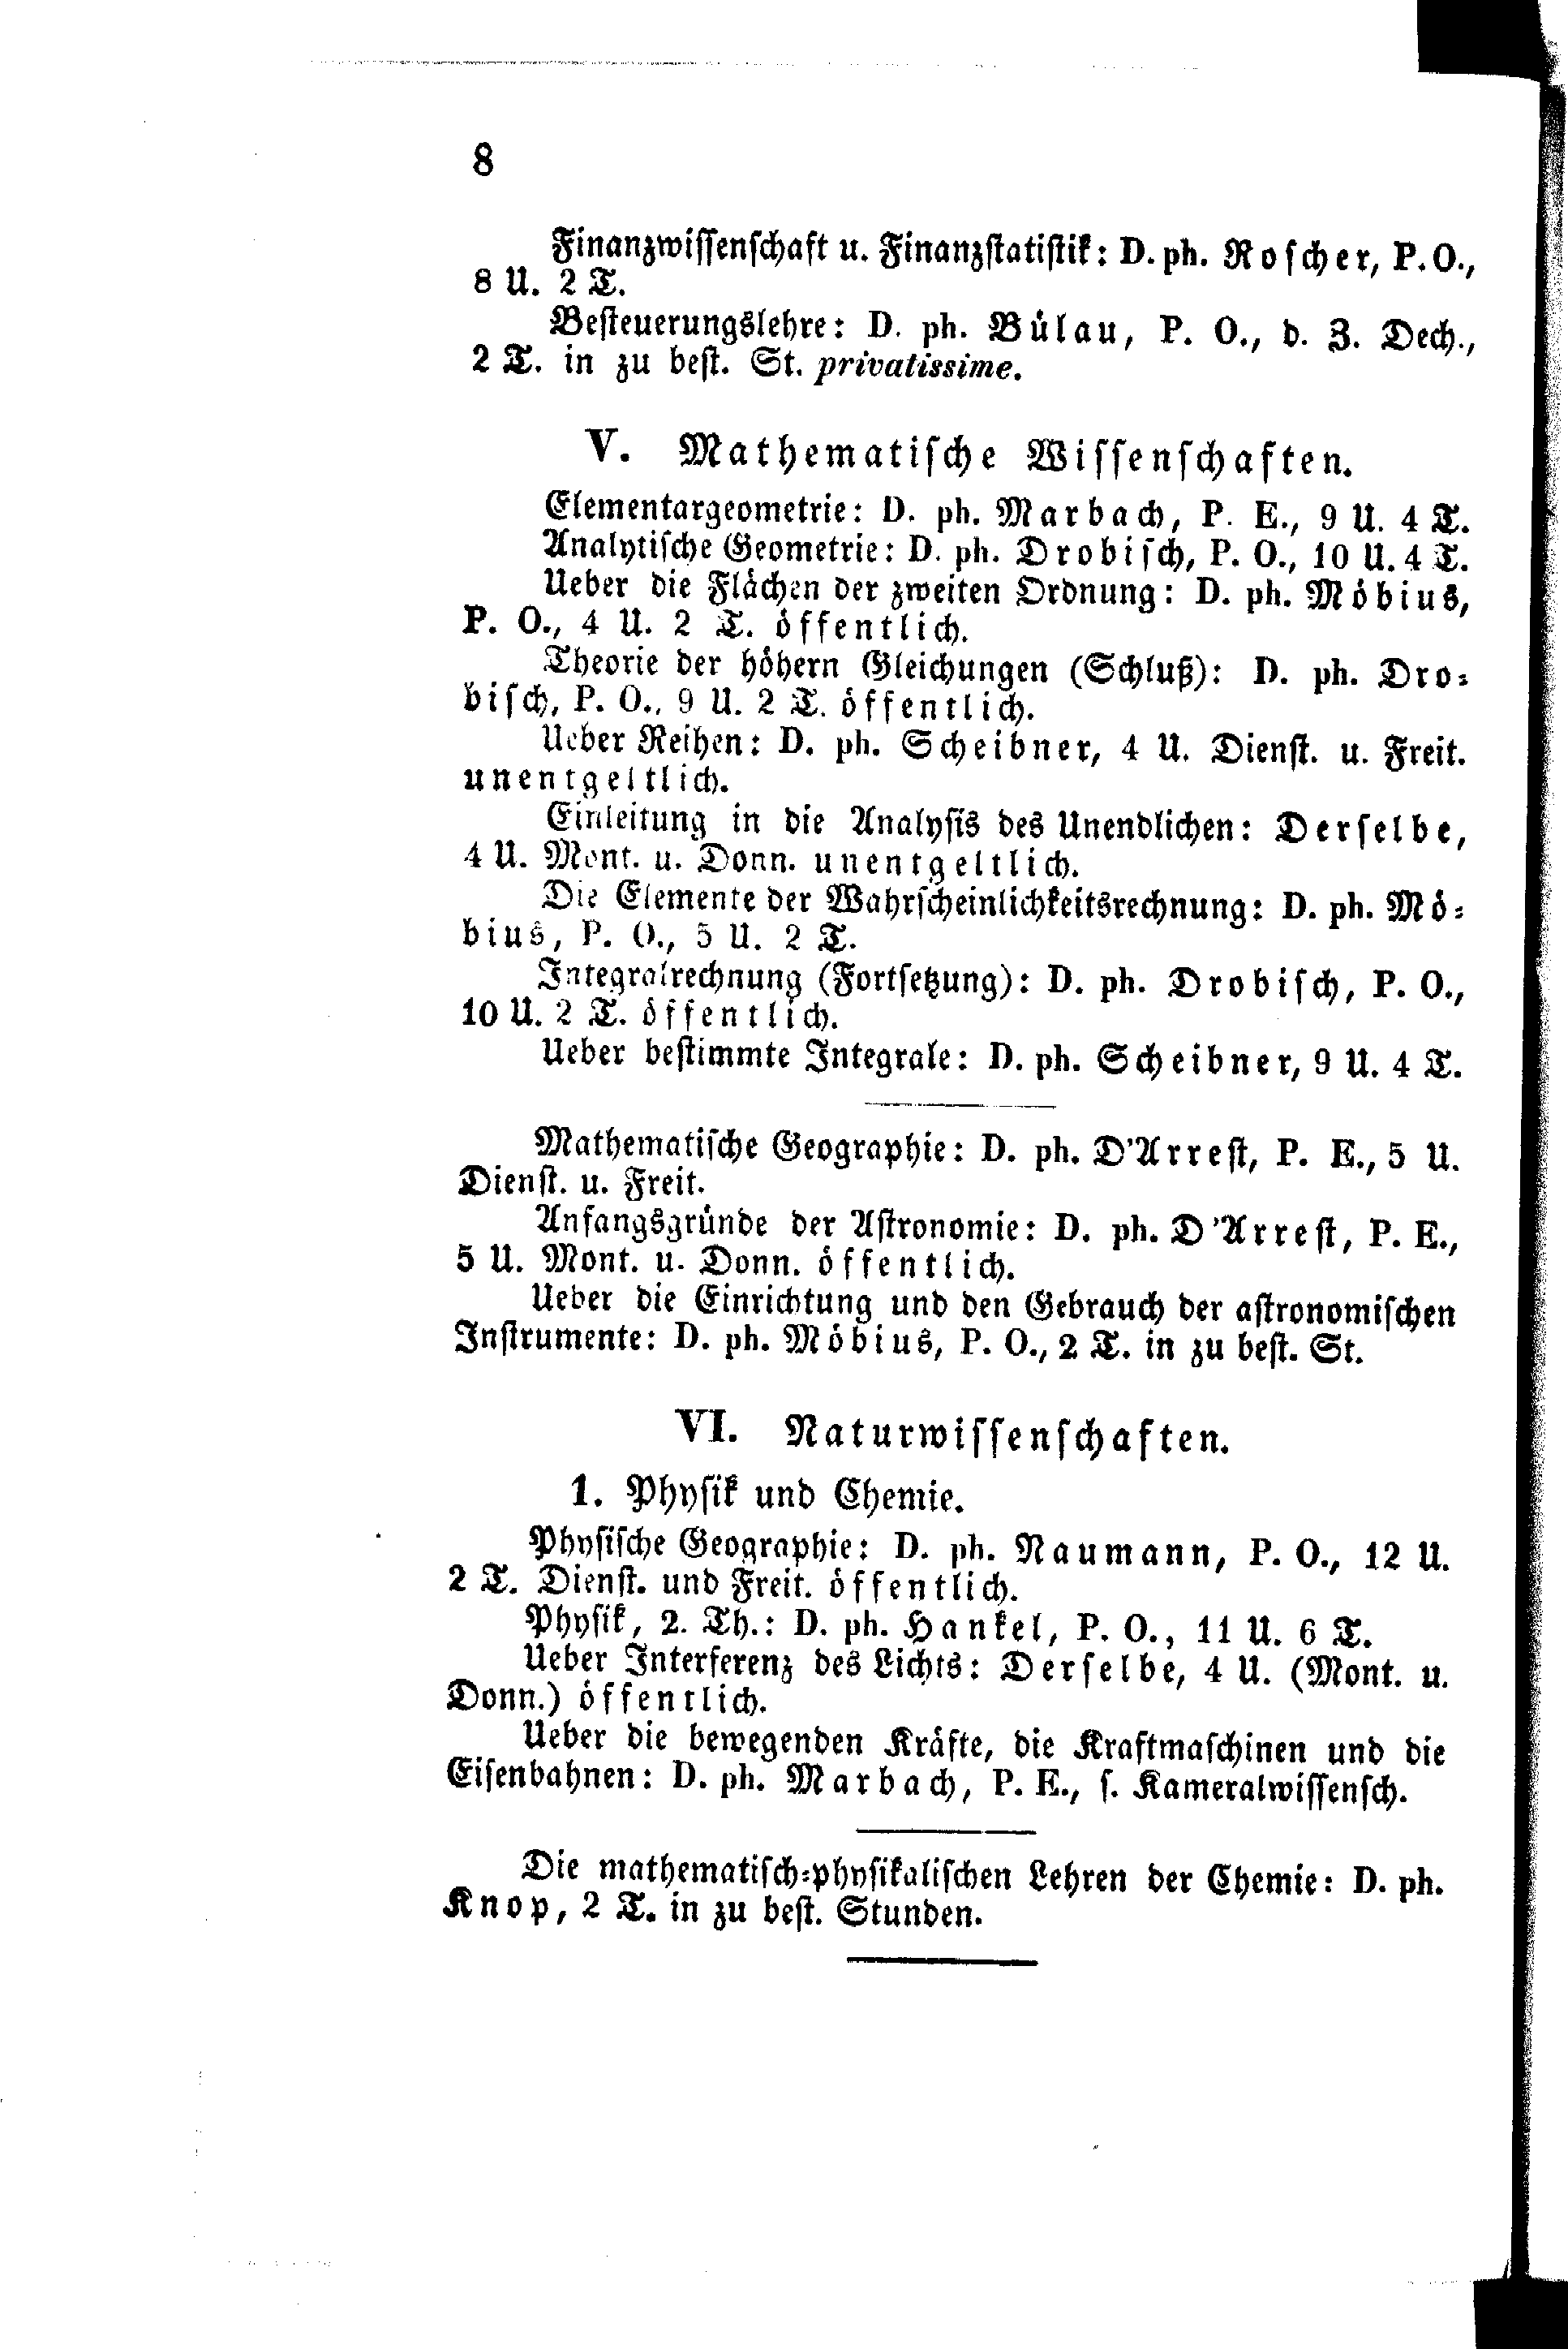 8
Finanzwissenschaft u. Finanzstatistik: D. ph. Roscher, P. O.,
8 U. 2 T.
Besteuerungslehre: D. ph. Bülau, P. O., d. Z. Dech.,
2 T. in zu best. St. privatissime.
V. Mathematische Wissenschaften.
Elementargeometrie: D. ph. Marbach, P. E., 9 U. 4 T.
Analytische Geometrie: D. ph. Drobisch, P. O., 10 U. 4 T.
Ueber die Flächen der zweiten Ordnung: D. ph. Möbius,
P. O., 4 U. 2 T. öffentlich.
Theorie der höhern Gleichungen (Schluß): D. ph. Dro-
bisch, P. O., 9 U. 2 T. öffentlich.
Ueber Reihen: D. ph. Scheibner, 4 U. Dienst. u. Freit.
unentgeltlich.
Einleitung in die Analysis des Unendlichen: Derselbe,
4 U. Mont. u. Donn. unentgeltlich.
Die Elemente der Wahrscheinlichkeitsrechnung: D. ph. Mö-
bius, P. O., 5 U. 2 T.
Integralrechnung (Fortsetzung): D. ph. Drobisch, P. O.,
10 U. 2 T. öffentlich.
Ueber bestimmte Integrale: D. ph. Scheibner, 9 U. 4 T.
Mathematische Geographie: D. ph. D'Arrest, P. E., 5 U.
Dienst. u. Freit.
Anfangsgründe der Astronomie: D. ph. D'Arrest, P. E.,
5 U. Mont. u. Donn. öffentlich.
Ueber die Einrichtung und den Gebrauch der astronomischen
Instrumente: D. ph. Möbius, P. O., 2 T. in zu best. St.
VI. Naturwissenschaften.
1. Physik und Chemie.
Physische Geographie: D. ph. Naumann, P. O., 12 U.
2 T. Dienst. und Freit. öffentlich.
Physik, 2. Th.: D. ph. Hankel, P. O., 11 U. 6 T.
Ueber Interferenz des Lichts: Derselbe, 4 U. (Mont. u.
Donn.) öffentlich.
Ueber die bewegenden Kräfte, die Kraftmaschinen und die
Eisenbahnen: D. ph. Marbach, P. E., s. Kameralwissensch.
Die mathematisch-physikalischen Lehren der Chemie: D. ph.
Knop, 2 T. in zu best. Stunden.